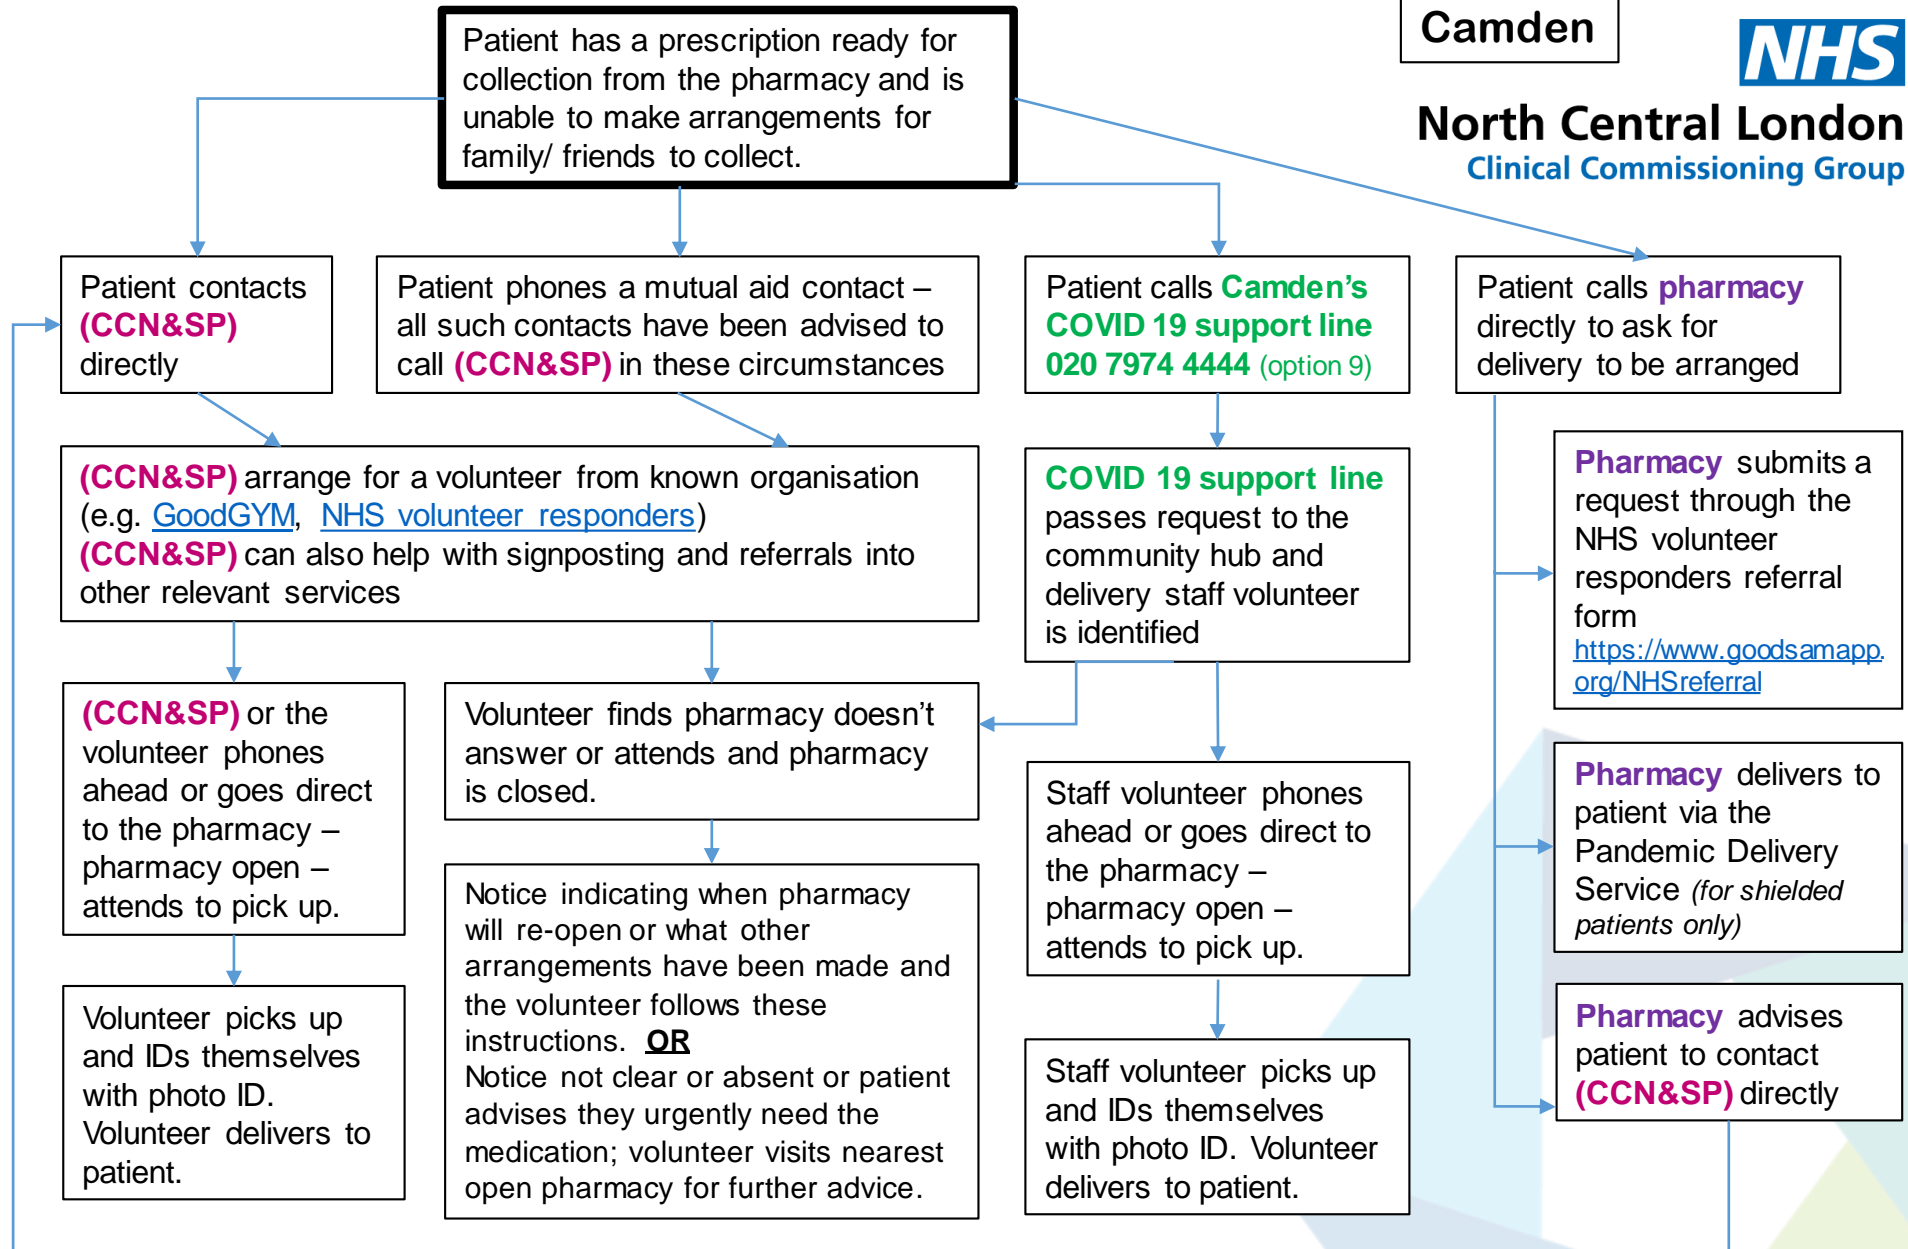 Camden
NHS
North Central London
Clinical Commissioning Group
Patient has a prescription ready for
collection from the pharmacy and is
unable to make arrangements for
family/ friends to collect.
Patient contacts
(CCN&SP)
directly
Patient phones a mutual aid contact –
all such contacts have been advised to
call (CCN&SP) in these circumstances
Patient calls Camden’s
COVID 19 support line
020 7974 4444 (option 9)
Patient calls pharmacy
directly to ask for
delivery to be arranged
(CCN&SP) arrange for a volunteer from known organisation
(e.g. GoodGYM, NHS volunteer responders)
(CCN&SP) can also help with signposting and referrals into
other relevant services
COVID 19 support line
passes request to the
community hub and
delivery staff volunteer
is identified
Pharmacy submits a
request through the
NHS volunteer
responders referral
form
https://www.goodsamapp.
org/NHSreferral
(CCN&SP) or the
volunteer phones
ahead or goes direct
to the pharmacy –
pharmacy open –
attends to pick up.
Volunteer finds pharmacy doesn’t
answer or attends and pharmacy
is closed.
Staff volunteer phones
ahead or goes direct to
the pharmacy –
pharmacy open –
attends to pick up.
Pharmacy delivers to
patient via the
Pandemic Delivery
Service (for shielded
patients only)
Notice indicating when pharmacy
will re-open or what other
arrangements have been made and
the volunteer follows these
instructions. OR
Notice not clear or absent or patient
advises they urgently need the
medication; volunteer visits nearest
open pharmacy for further advice.
Volunteer picks up
and IDs themselves
with photo ID.
Volunteer delivers to
patient.
Staff volunteer picks up
and IDs themselves
with photo ID. Volunteer
delivers to patient.
Pharmacy advises
patient to contact
(CCN&SP) directly